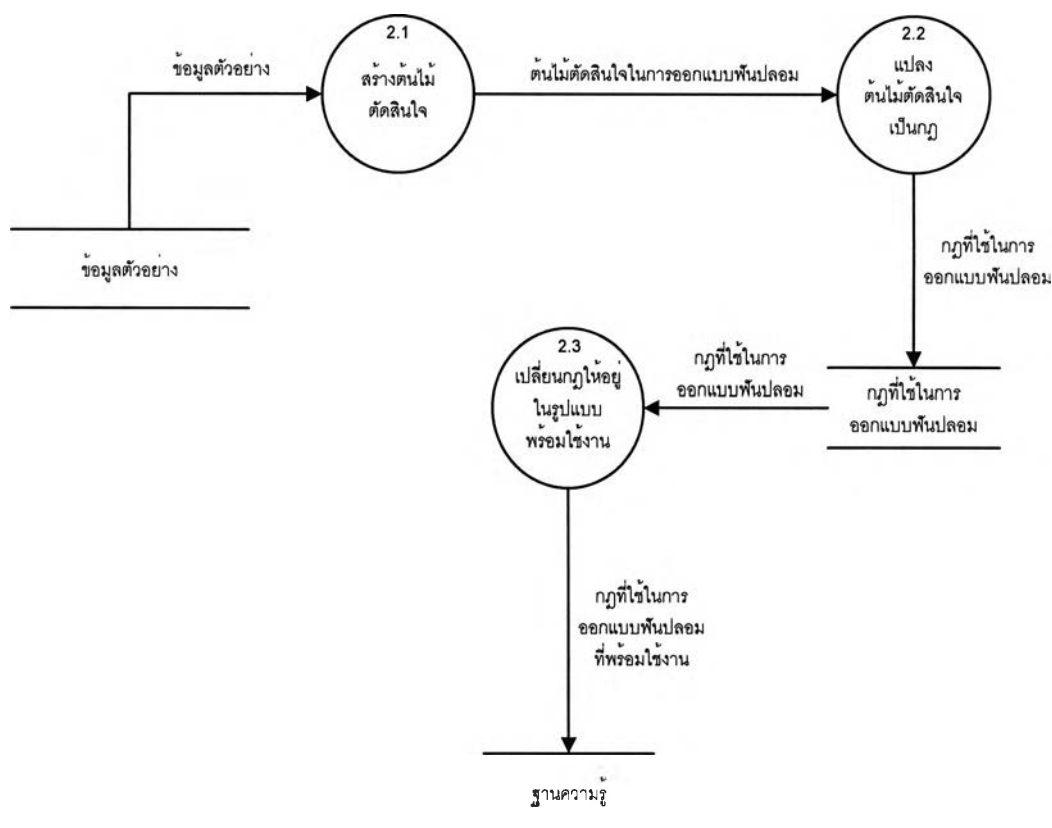 2.1
สร้างต้นไม้
ตัดสินใจ
ข้อมูลตัวอย่าง
ต้นไม้ตัดสินใจในการออกแบบฟันปลอม
2.2
แปลง
ต้นไม้ตัดสินใจ
เป็นกฎ
ข้อมูลตัวอย่าง
กฎที่ใช้ในการ
ออกแบบฟันปลอม
2.3
เปลี่ยนกฎให้อยู่
ในรูปแบบ
พร้อมใช้งาน
กฎที่ใช้ในการ
ออกแบบฟันปลอม
กฎที่ใช้ในการ
ออกแบบฟันปลอม
กฎที่ใช้ในการ
ออกแบบฟันปลอม
ที่พร้อมใช้งาน
ฐานความรู้